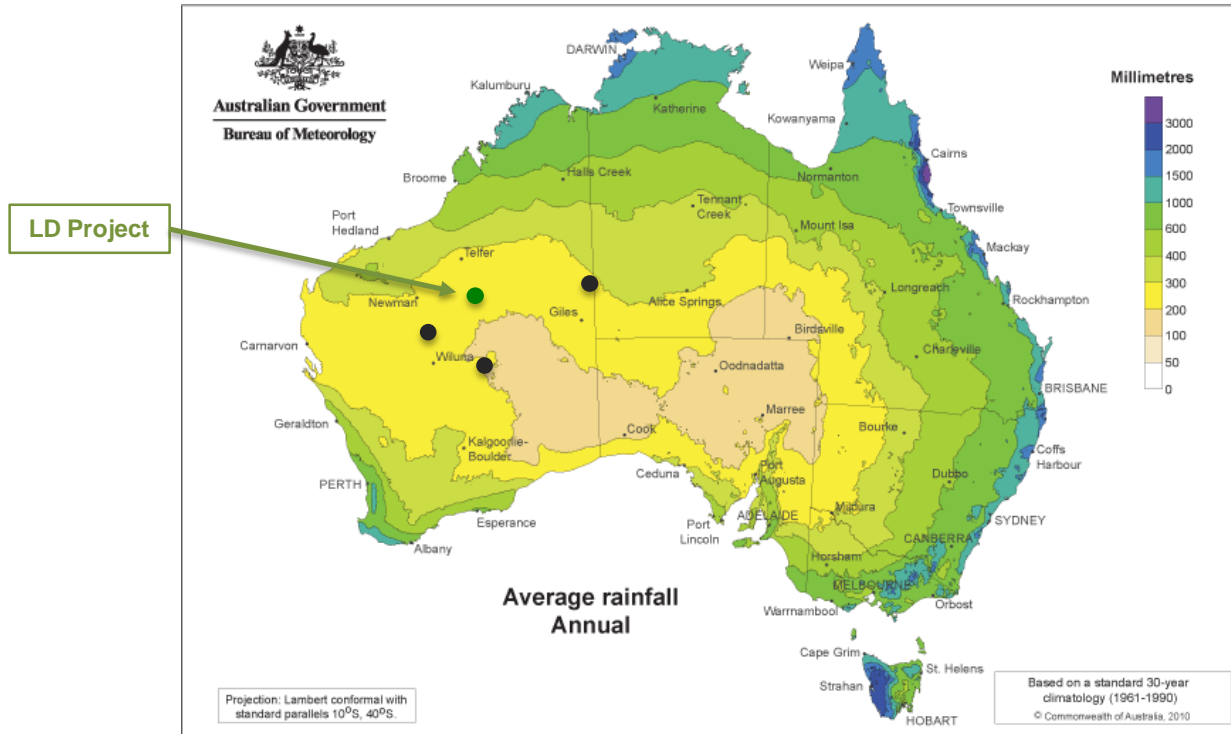 Australian Government
Bureau of Meteorology
LD Project
DARWIN
Kalumburu
Katherine
Weipa
Kowanyama
Cairns
Broome
Halls Creek
Normanton
Townsville
Port
Hedland
Tennant
Creek
Mount Isa
Mackay
Telfer
Newman
Longreach
Rockhampton
Giles
Alice Springs
Birdsville
Carnarvon
Wiluna
Oodnadatta
Charleville
BRISBANE
Geraldton
Marree
Kalgoorlie-
Boulder
Cook
Bourke
Coffs
Harbour
Ceduna
Port
Augusta
Dubbo
PERTH
Esperance
Port
Lincoln
ADELAIDE
Mildura
SYDNEY
Albany
CANBERRA
Horsham
MELBOURNE
Warrnambool
Orbost
Cape Grim
Strahan
St. Helens
HOBART
Millimetres
3000
2000
1500
1000
600
400
300
200
100
50
0
Average rainfall
Annual
Projection: Lambert conformal with
standard parallels 10°S, 40°S.
Based on a standard 30-year
climatology (1961-1990)
© Commonwealth of Australia, 2010